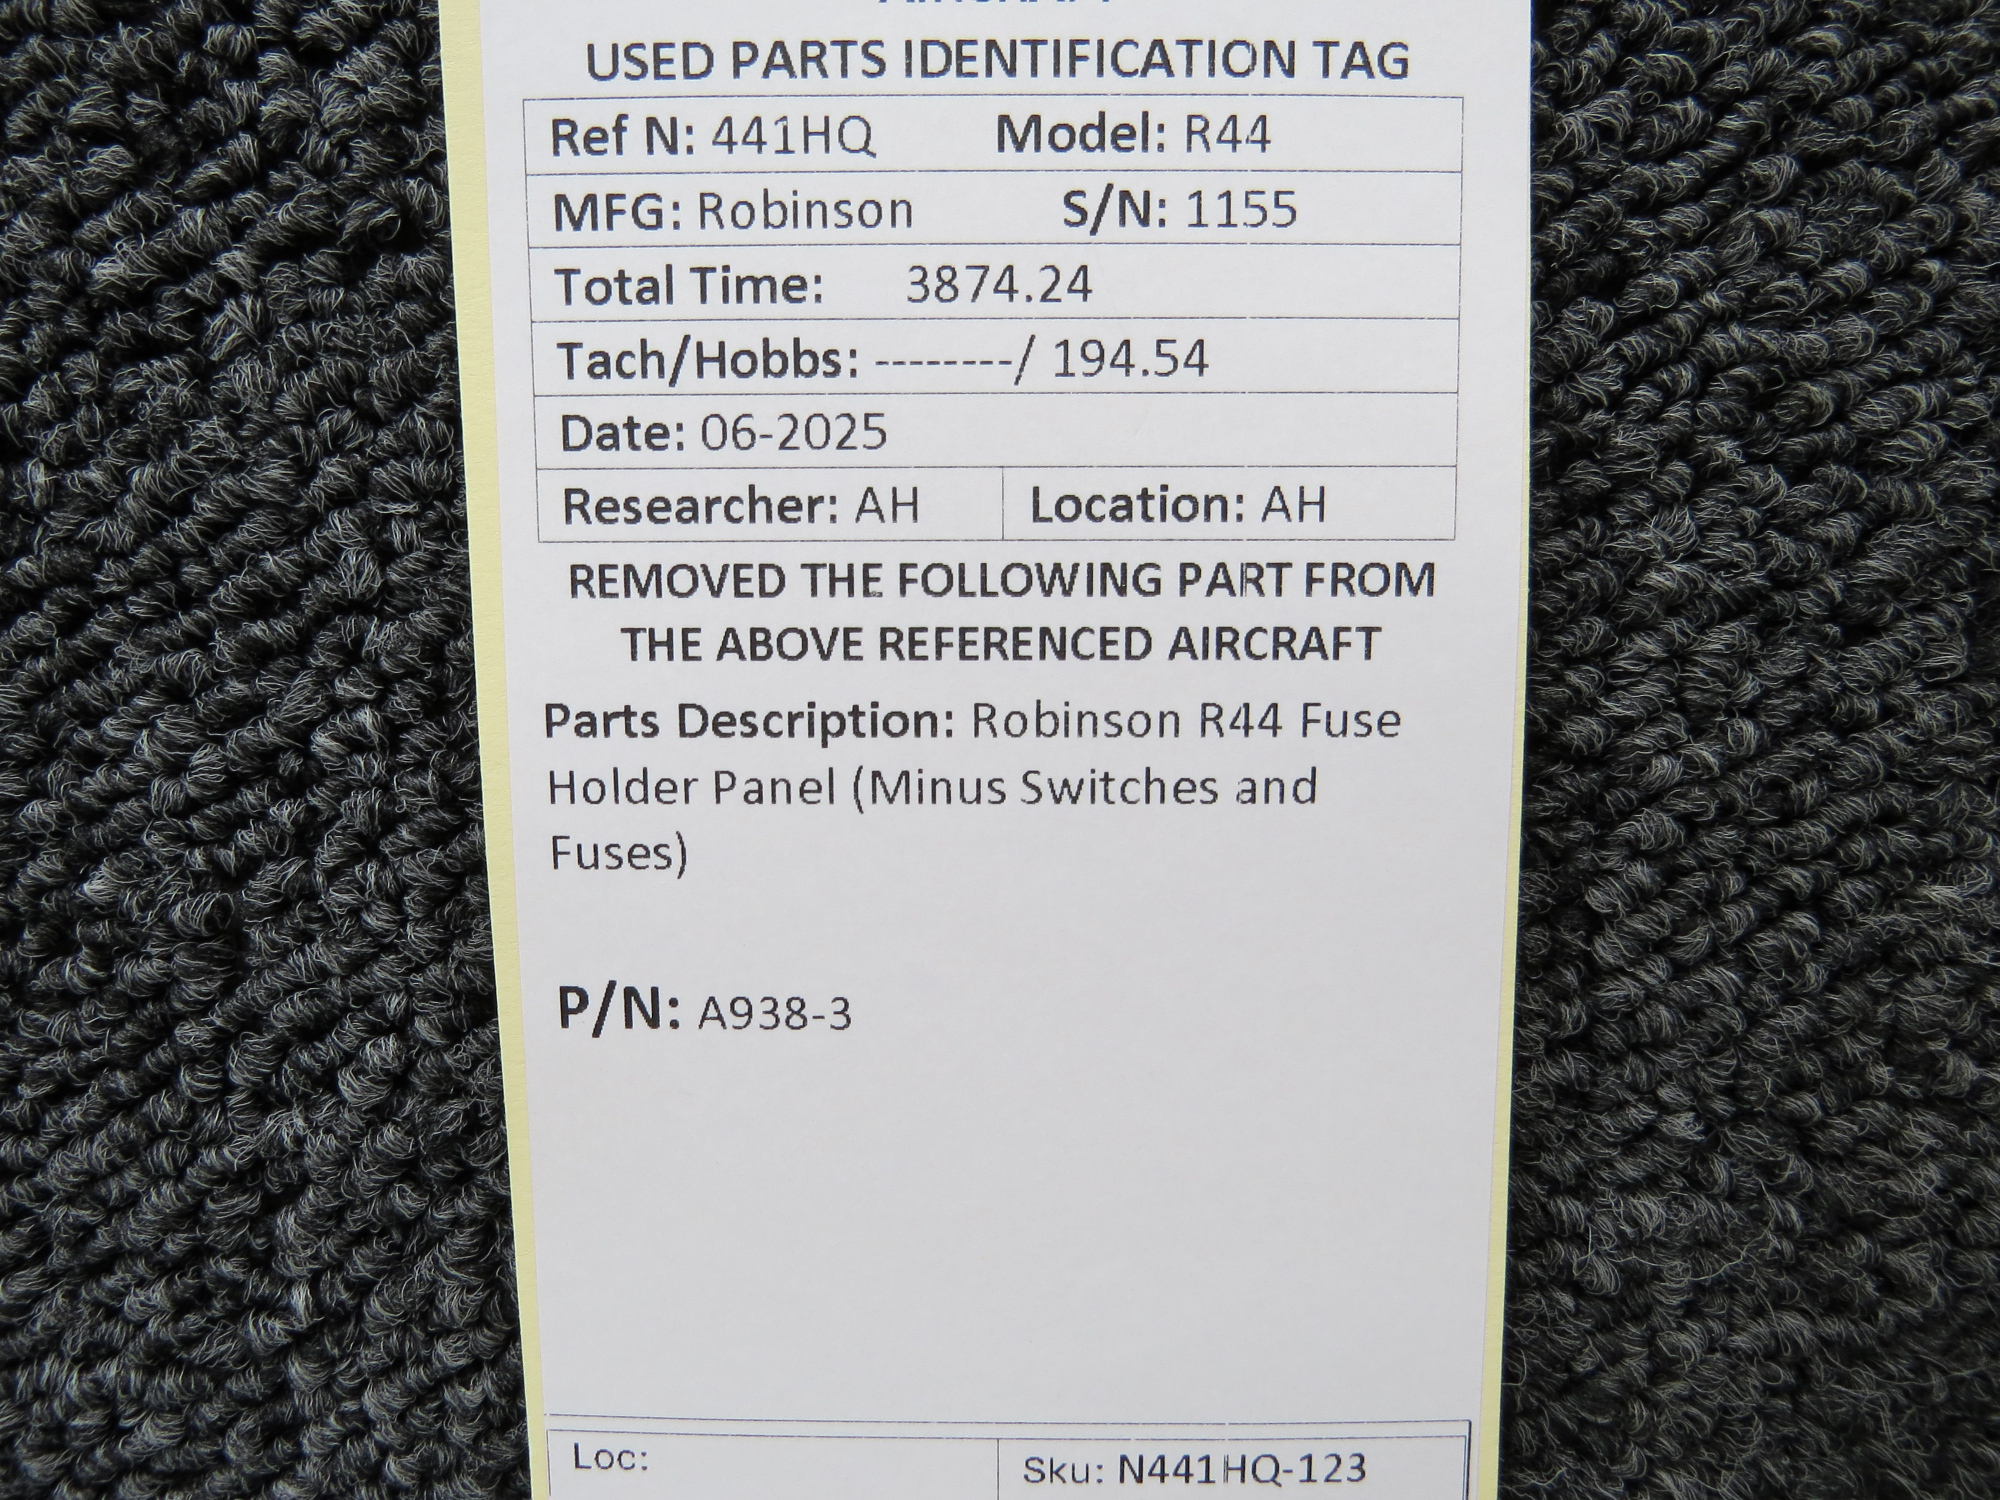 USED PARTS IDENTIFICATION TAG
Ref N: 441HQ Model: R44
MFG: Robinson S/N: 1155
Total Time: 3874.24
Tach/Hobbs: --------/ 194.54
Date: 06-2025
Researcher: AH Location: AH
REMOVED THE FOLLOWING PART FROM
THE ABOVE REFERENCED AIRCRAFT
Parts Description: Robinson R44 Fuse
Holder Panel (Minus Switches and
Fuses)
P/N: A938-3
Loc: Sku: N441HQ-123